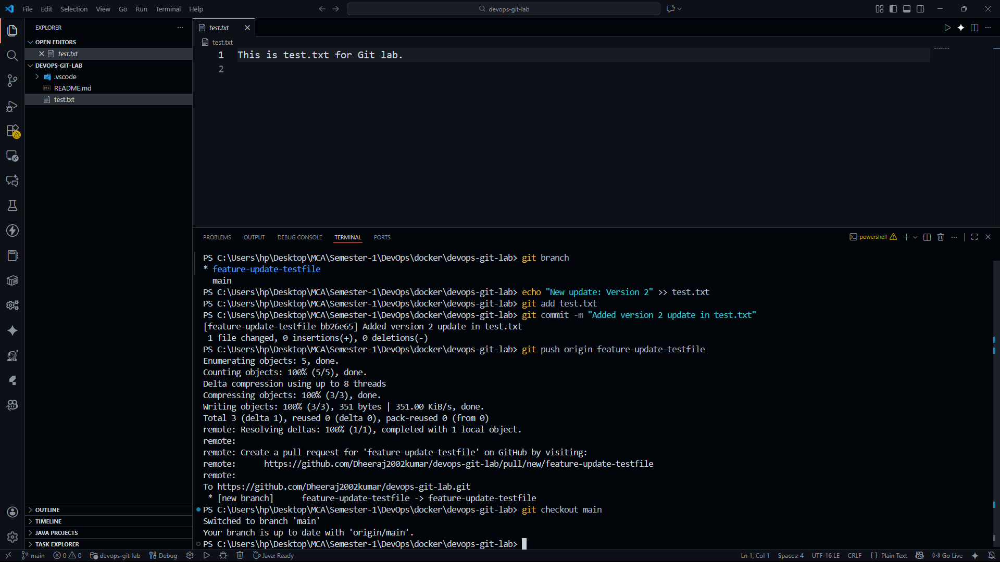 File Edit Selection View Go Run Terminal Help
devops-git-lab
EXPLORER
OPEN EDITORS
test.txt
DEVOPS-GIT-LAB
.vscode
README.md
test.txt
OUTLINE
TIMELINE
JAVA PROJECTS
TASK EXPLORER
test.txt
test.txt
1 This is test.txt for Git lab.
2
PROBLEMS OUTPUT DEBUG CONSOLE TERMINAL PORTS
powershell
PS C:\Users\hp\Desktop\MCA\Semester-1\DevOps\docker\devops-git-lab> git branch
* feature-update-testfile
main
PS C:\Users\hp\Desktop\MCA\Semester-1\DevOps\docker\devops-git-lab> echo "New update: Version 2" >> test.txt
PS C:\Users\hp\Desktop\MCA\Semester-1\DevOps\docker\devops-git-lab> git add test.txt
PS C:\Users\hp\Desktop\MCA\Semester-1\DevOps\docker\devops-git-lab> git commit -m "Added version 2 update in test.txt"
[feature-update-testfile bb26e65] Added version 2 update in test.txt
1 file changed, 0 insertions(+), 0 deletions(-)
PS C:\Users\hp\Desktop\MCA\Semester-1\DevOps\docker\devops-git-lab> git push origin feature-update-testfile
Enumerating objects: 5, done.
Counting objects: 100% (5/5), done.
Delta compression using up to 8 threads
Compressing objects: 100% (3/3), done.
Writing objects: 100% (3/3), 351 bytes | 351.00 KiB/s, done.
Total 3 (delta 1), reused 0 (delta 0), pack-reused 0 (from 0)
remote: Resolving deltas: 100% (1/1), completed with 1 local object.
remote:
remote: Create a pull request for 'feature-update-testfile' on GitHub by visiting:
remote: https://github.com/Dheeraj2002kumar/devops-git-lab/pull/new/feature-update-testfile
remote:
To https://github.com/Dheeraj2002kumar/devops-git-lab.git
* [new branch] feature-update-testfile -> feature-update-testfile
PS C:\Users\hp\Desktop\MCA\Semester-1\DevOps\docker\devops-git-lab> git checkout main
Switched to branch 'main'
Your branch is up to date with 'origin/main'.
PS C:\Users\hp\Desktop\MCA\Semester-1\DevOps\docker\devops-git-lab>
main 0 0 devops-git-lab Debug Java: Ready Ln 1, Col 1 Spaces: 4 UTF-16 LE CRLF { } Plain Text Go Live